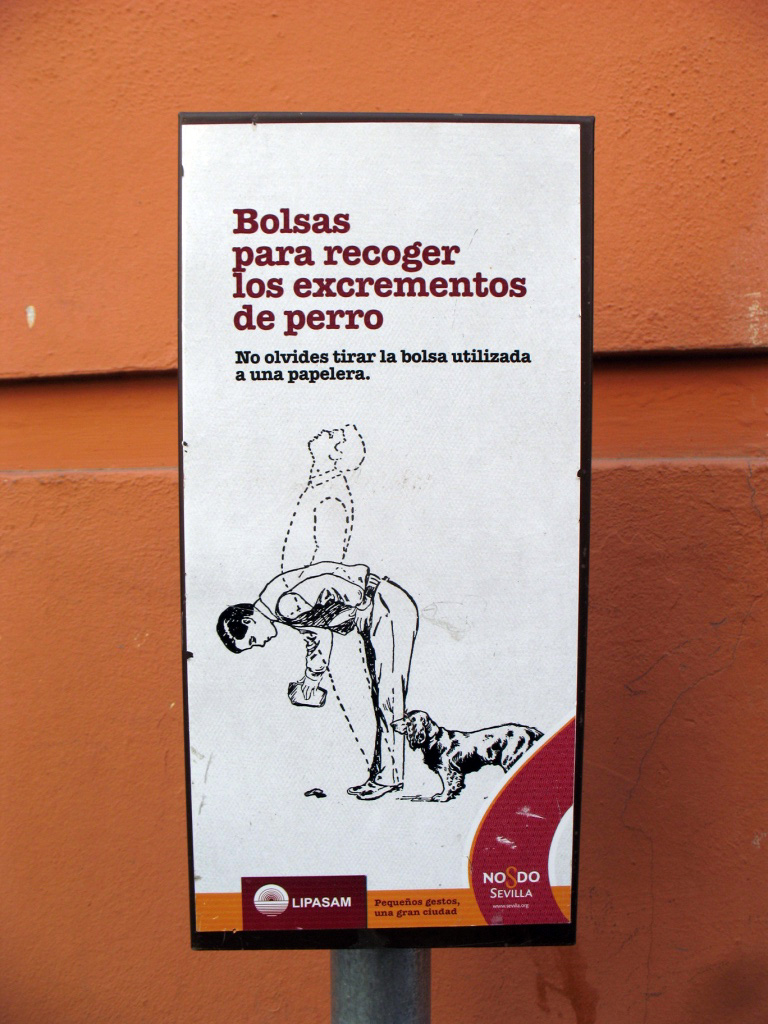 Bolsas
para recoger
los excrementos
de perro
No olvides tirar la bolsa utilizada
a una papelera.
LIPASAM
Pequeños gestos,
una gran ciudad
NO8DO
SEVILLA
www.sevilla.org